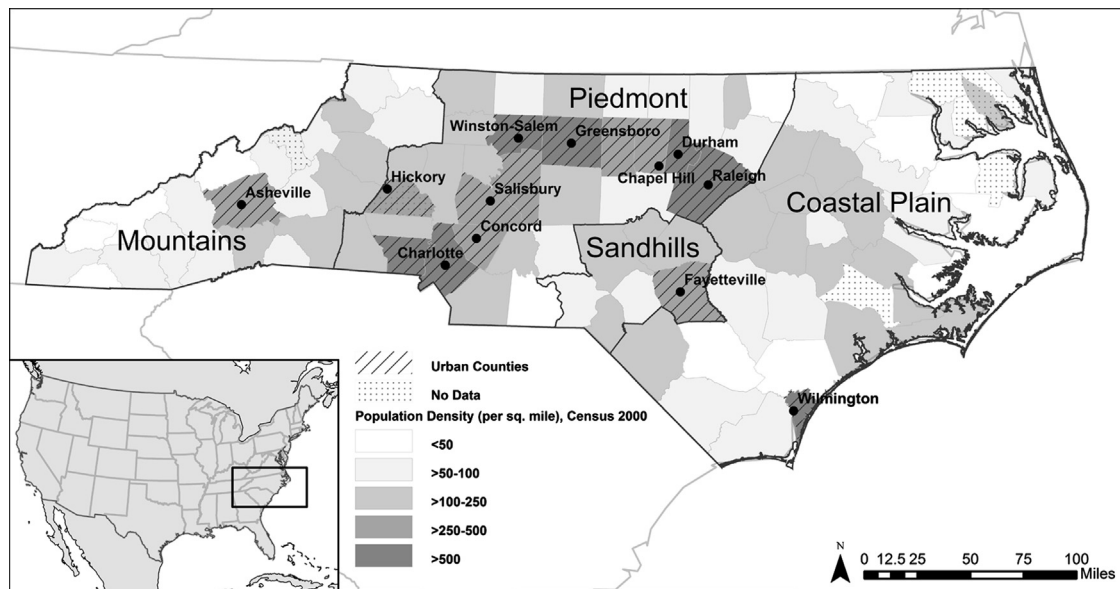 Piedmont
Winston-Salem
Greensboro
Durham
Chapel Hill
Raleigh
Hickory
Asheville
Salisbury
Coastal Plain
Mountains
Concord
Charlotte
Sandhills
Fayetteville
Wilmington
Urban Counties
No Data
Population Density (per sq. mile), Census 2000
<50
>50-100
>100-250
>250-500
>500
N
0 12.5 25 50 75 100
Miles